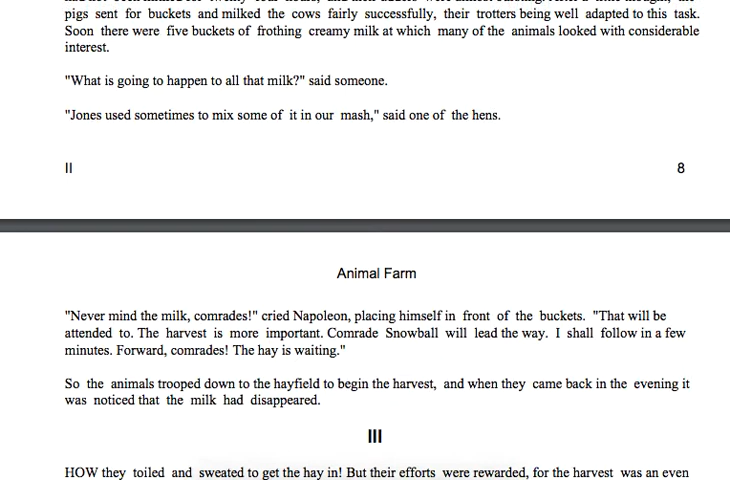 pigs sent for buckets and milked the cows fairly successfully, their trotters being well adapted to this task.
Soon there were five buckets of frothing creamy milk at which many of the animals looked with considerable
interest.
"What is going to happen to all that milk?" said someone.
"Jones used sometimes to mix some of it in our mash," said one of the hens.
II 8
Animal Farm
"Never mind the milk, comrades!" cried Napoleon, placing himself in front of the buckets. "That will be
attended to. The harvest is more important. Comrade Snowball will lead the way. I shall follow in a few
minutes. Forward, comrades! The hay is waiting."
So the animals trooped down to the hayfield to begin the harvest, and when they came back in the evening it
was noticed that the milk had disappeared.
III
HOW they toiled and sweated to get the hay in! But their efforts were rewarded, for the harvest was an even